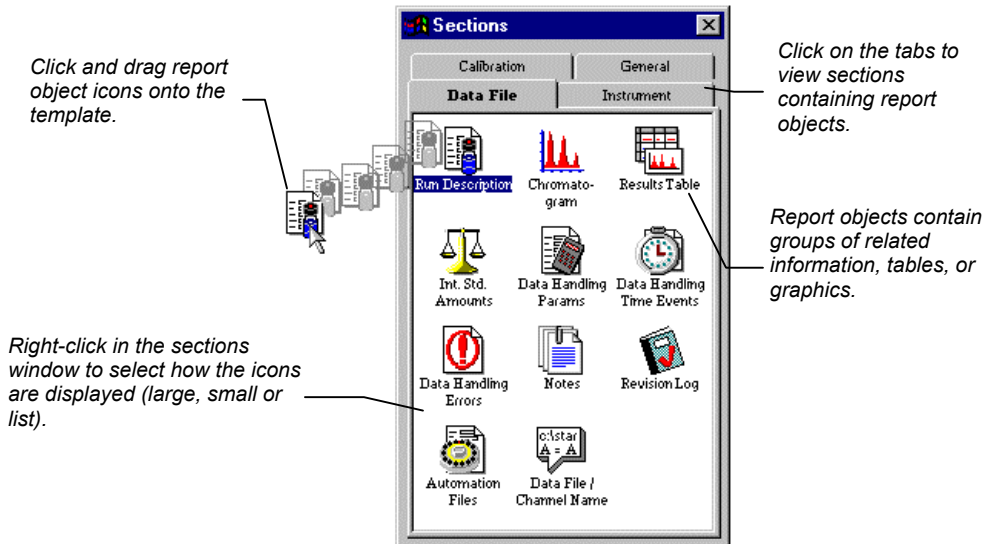 Sections
Click and drag report
object icons onto the
template.
Click on the tabs to
view sections
containing report
objects.
Calibration
General
Data File
Instrument
Run Description
Chromato-
gram
Results Table
Report objects contain
groups of related
information, tables, or
graphics.
Int. Std.
Amounts
Data Handling
Params
Data Handling
Time Events
Right-click in the sections
window to select how the icons
are displayed (large, small or
list).
Data Handling
Errors
Notes
Revision Log
c:\star
A = A
Automation
Files
Data File /
Channel Name